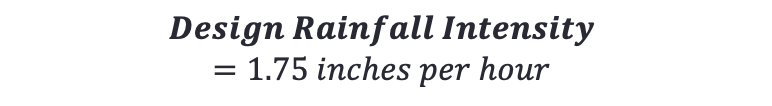 Design Rainfall Intensity
= 1.75 inches per hour